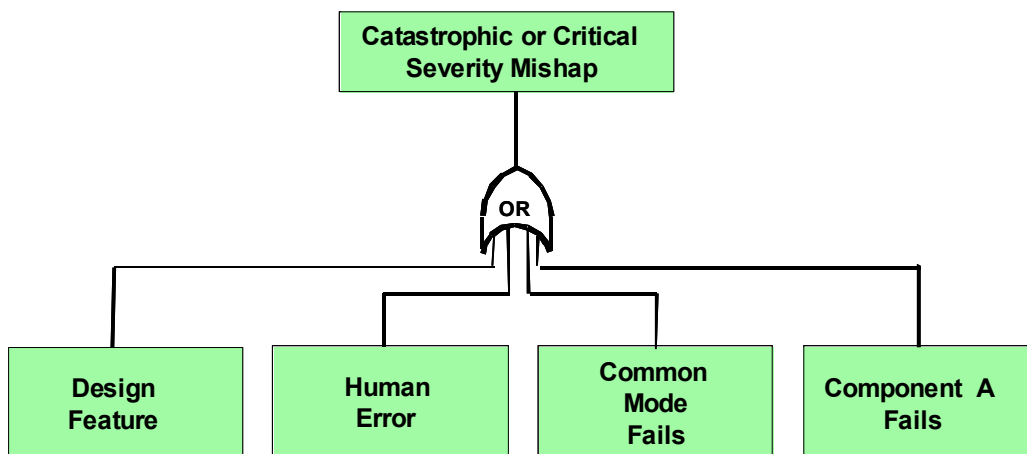 Catastrophic or Critical
Severity Mishap
OR
Design
Feature
Human
Error
Common
Mode
Fails
Component A
Fails